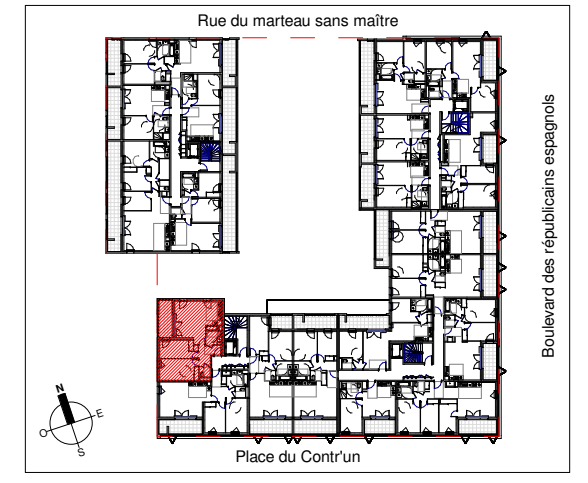 Rue du marteau sans maître
Boulevard des républicains espagnols
N
E
O
S
Place du Contr'un